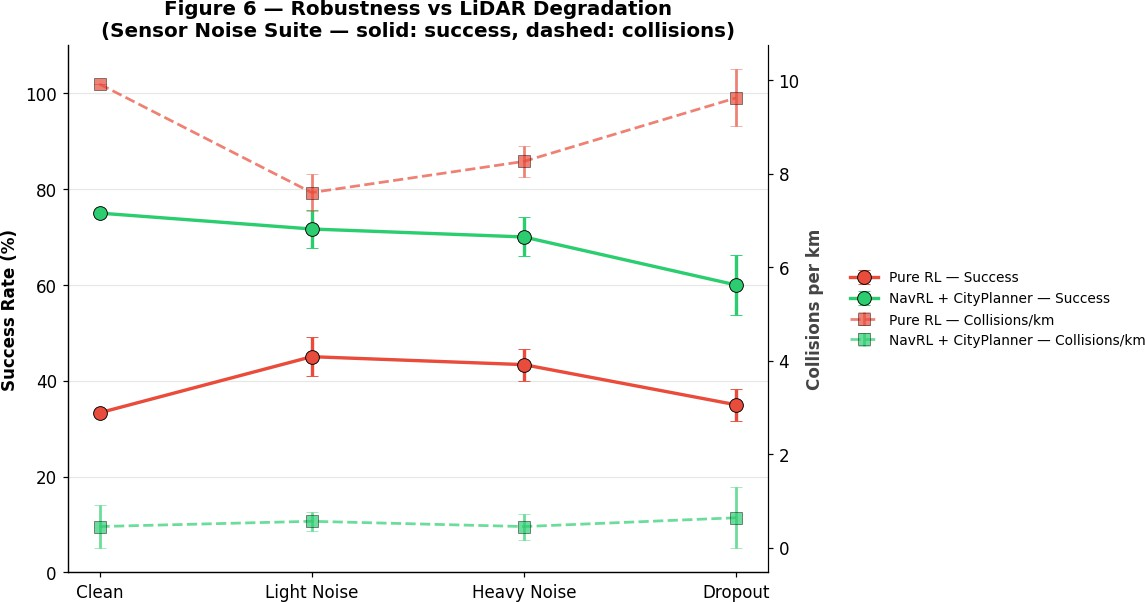 Figure 6 — Robustness vs LiDAR Degradation
(Sensor Noise Suite — solid: success, dashed: collisions)
Success Rate (%)
100
80
60
40
20
0
Clean
Light Noise
Heavy Noise
Dropout
10
8
6
4
2
0
Collisions per km
Pure RL — Success
NavRL + CityPlanner — Success
Pure RL — Collisions/km
NavRL + CityPlanner — Collisions/km